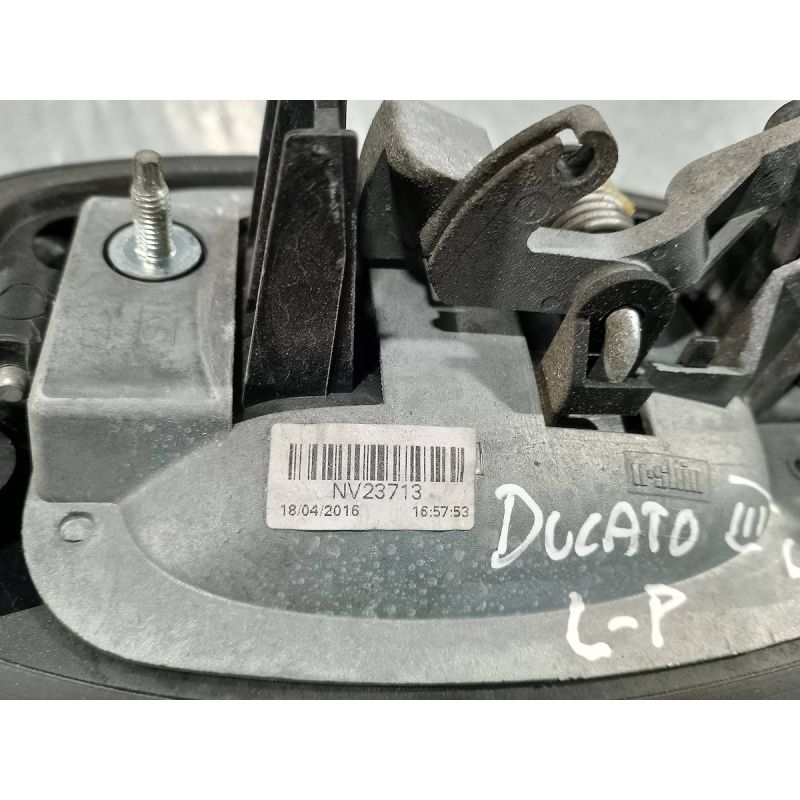 NV23713
18/04/2016 16:57:53
DUCATO III
L-P